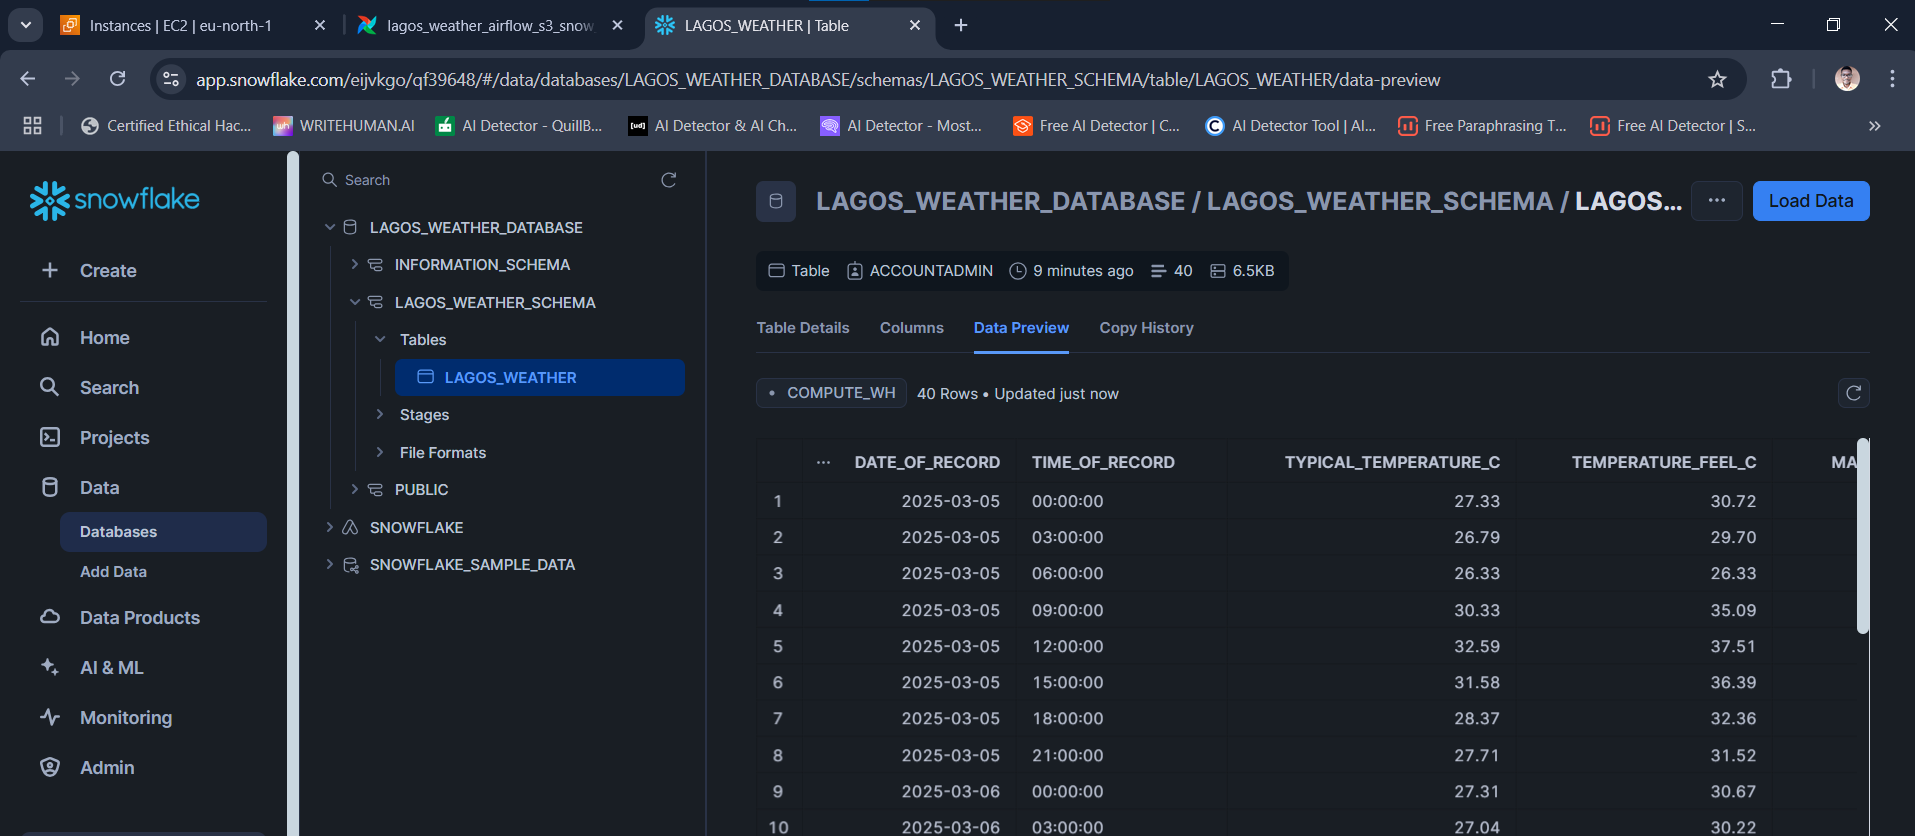 Instances | EC2 | eu-north-1
lagos_weather_airflow_s3_snow
LAGOS_WEATHER | Table
app.snowflake.com/eijvkgo/qf39648/#/data/databases/LAGOS_WEATHER_DATABASE/schemas/LAGOS_WEATHER_SCHEMA/table/LAGOS_WEATHER/data-preview
Certified Ethical Hac...
wh WRITEHUMAN.AI
AI Detector - QuillB...
[ud] AI Detector & AI Ch...
AI Detector - Most...
Free AI Detector | C...
AI Detector Tool | AI...
Free Paraphrasing T...
Free AI Detector | S...
snowflake
Create
Home
Search
Projects
Data
Databases
Add Data
Data Products
AI & ML
Monitoring
Admin
Search
LAGOS_WEATHER_DATABASE
INFORMATION_SCHEMA
LAGOS_WEATHER_SCHEMA
Tables
LAGOS_WEATHER
Stages
File Formats
PUBLIC
SNOWFLAKE
SNOWFLAKE_SAMPLE_DATA
LAGOS_WEATHER_DATABASE / LAGOS_WEATHER_SCHEMA / LAGOS... ... Load Data
Table ACCOUNTADMIN 9 minutes ago 40 6.5KB
Table Details Columns Data Preview Copy History
COMPUTE_WH 40 Rows • Updated just now
... DATE_OF_RECORD TIME_OF_RECORD TYPICAL_TEMPERATURE_C TEMPERATURE_FEEL_C MA
1 2025-03-05 00:00:00 27.33 30.72
2 2025-03-05 03:00:00 26.79 29.70
3 2025-03-05 06:00:00 26.33 26.33
4 2025-03-05 09:00:00 30.33 35.09
5 2025-03-05 12:00:00 32.59 37.51
6 2025-03-05 15:00:00 31.58 36.39
7 2025-03-05 18:00:00 28.37 32.36
8 2025-03-05 21:00:00 27.71 31.52
9 2025-03-06 00:00:00 27.31 30.67
10 2025-03-06 03:00:00 27.04 30.22